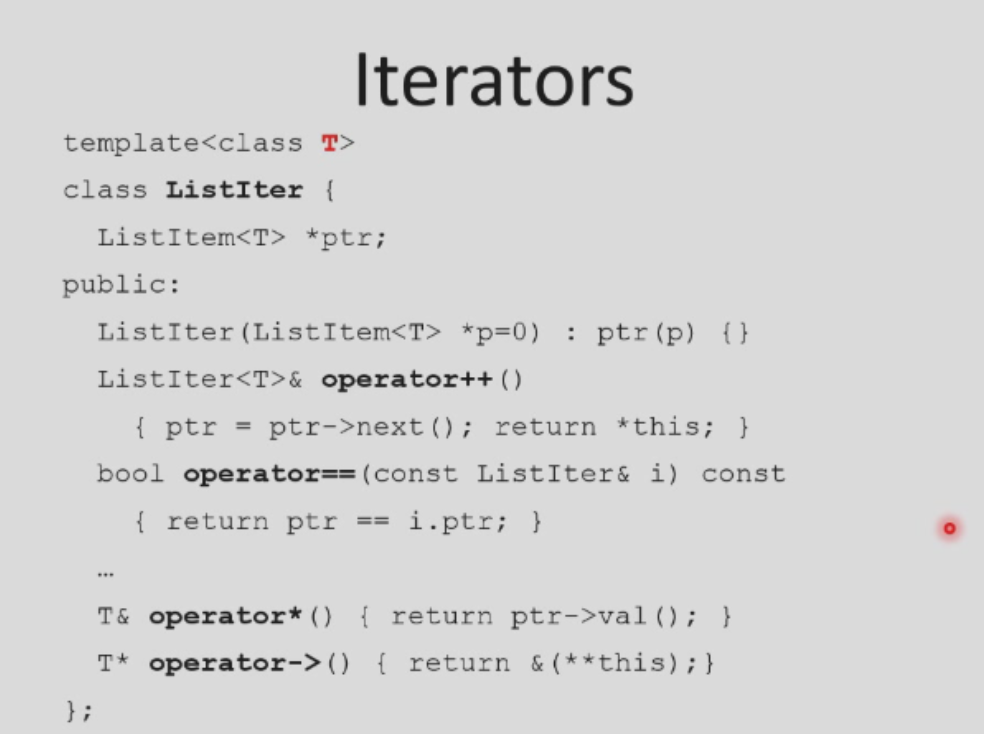 Iterators
template<class T>
class ListIter {
ListItem<T> *ptr;
public:
ListIter(ListItem<T> *p=0) : ptr(p) {}
ListIter<T>& operator++()
{ ptr = ptr->next(); return *this; }
bool operator==(const ListIter& i) const
{ return ptr == i.ptr; }
…
T& operator*() { return ptr->val(); }
T* operator->() { return &(**this);}
};